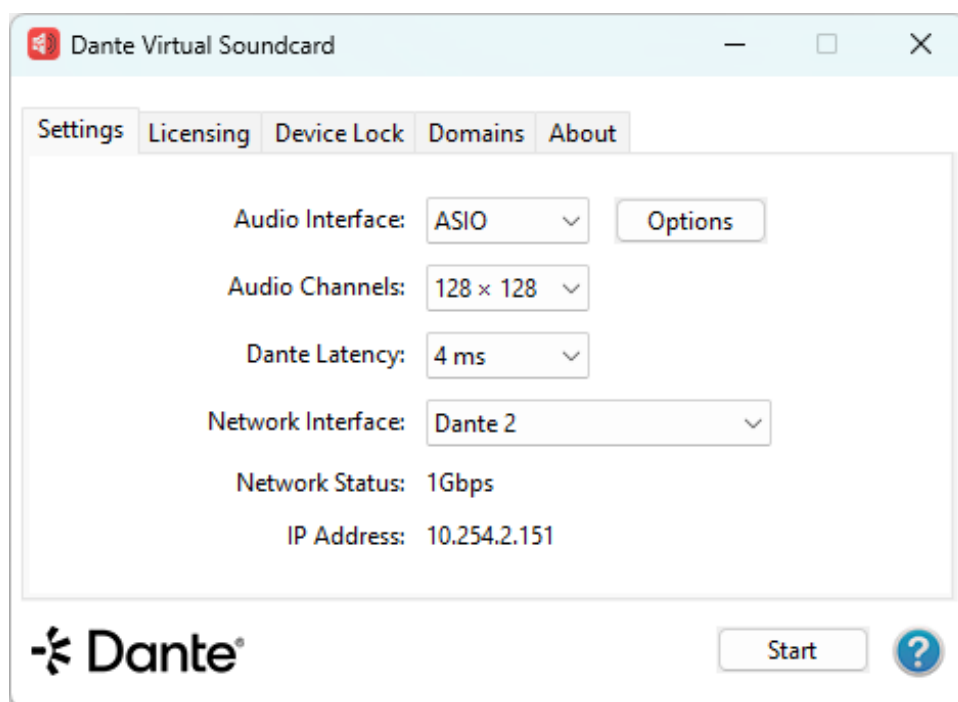 Dante Virtual Soundcard
Settings Licensing Device Lock Domains About
Audio Interface: ASIO Options
Audio Channels: 128 × 128
Dante Latency: 4 ms
Network Interface: Dante 2
Network Status: 1Gbps
IP Address: 10.254.2.151
Dante® Start ?